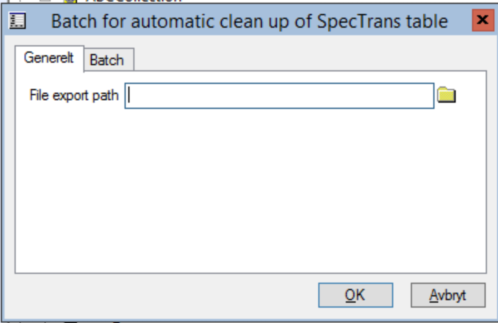 Batch for automatic clean up of SpecTrans table
Generelt
Batch
File export path
OK
Avbryt